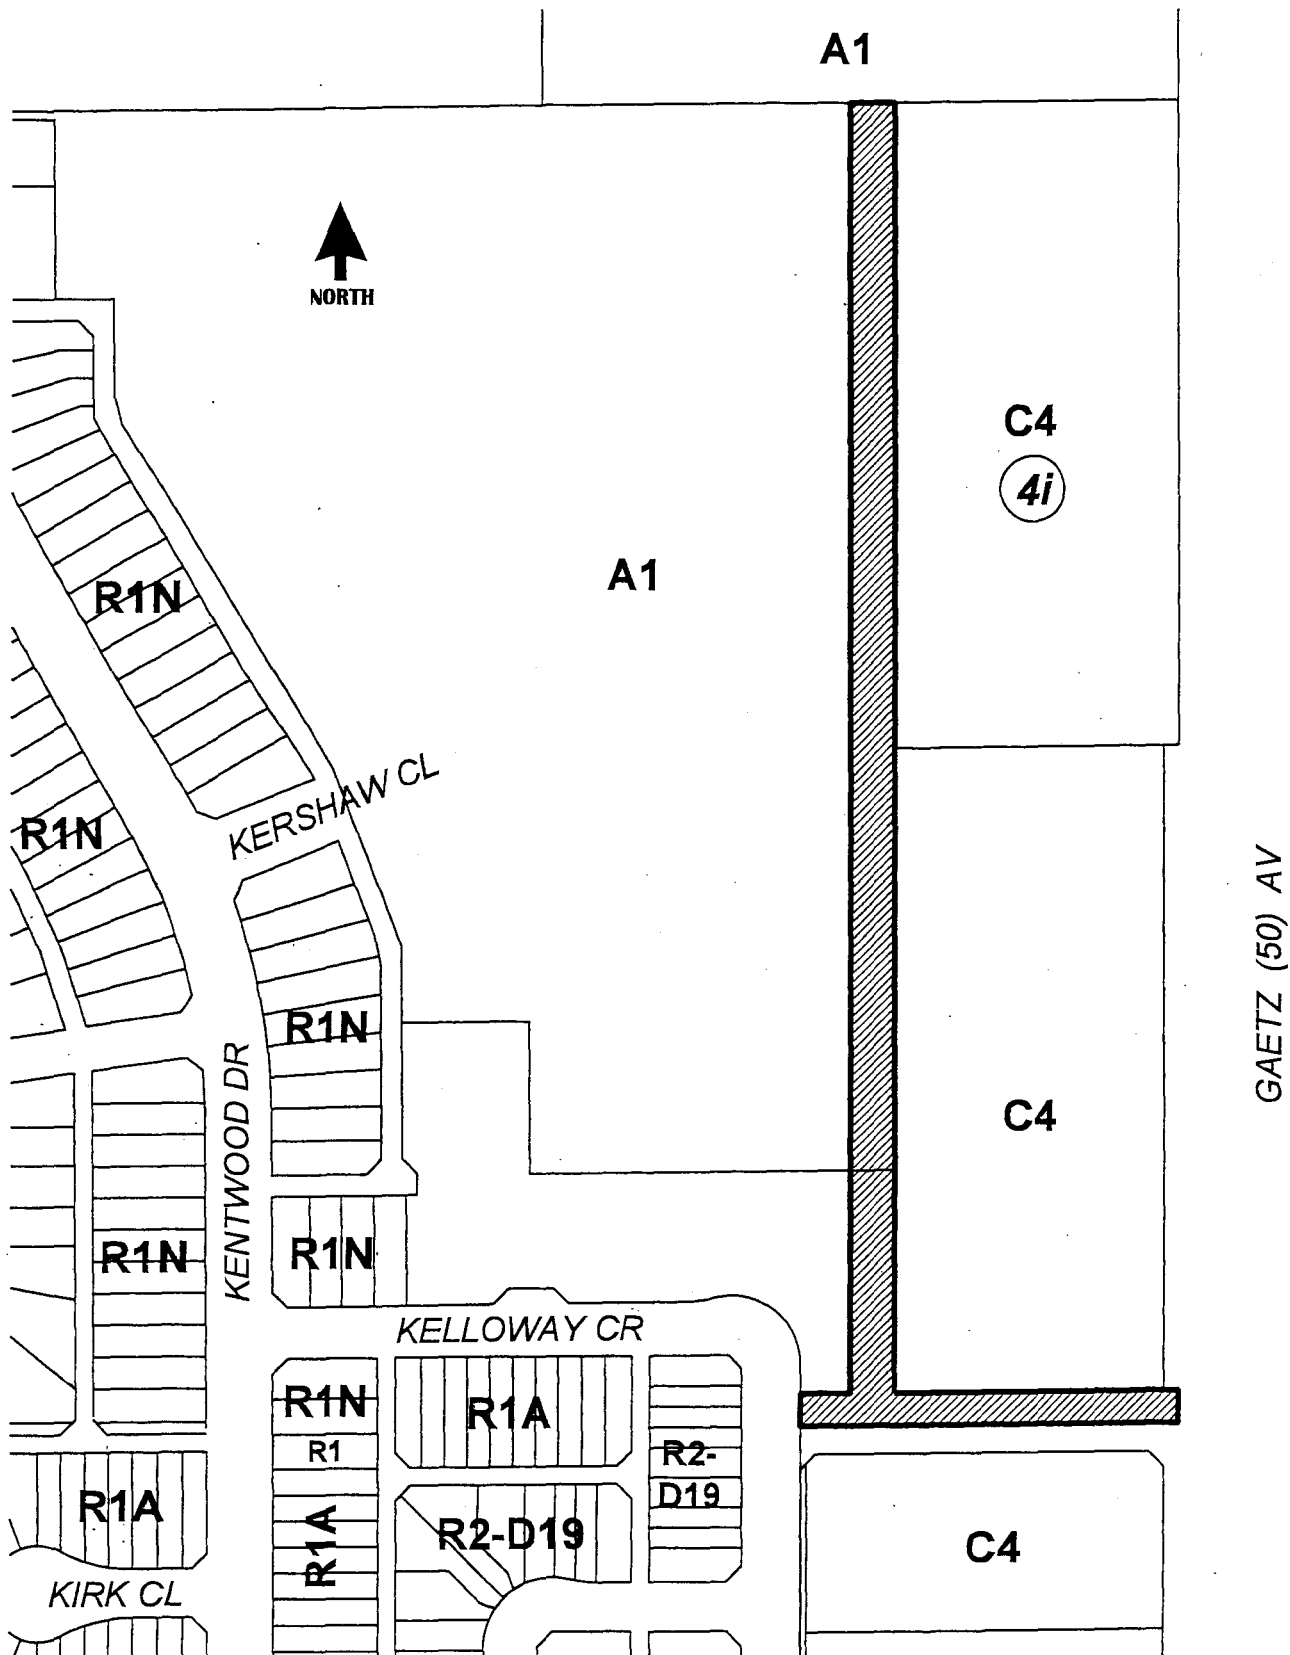 A1
NORTH
C4
4i
A1
R1N
KERSHAW CL
R1N
GAETZ (50) AV
R1N
KENTWOOD DR
C4
R1N
R1N
KELLOWAY CR
R1N
R1A
R1
R2-
D19
R1A
R1A
R2-D19
C4
KIRK CL